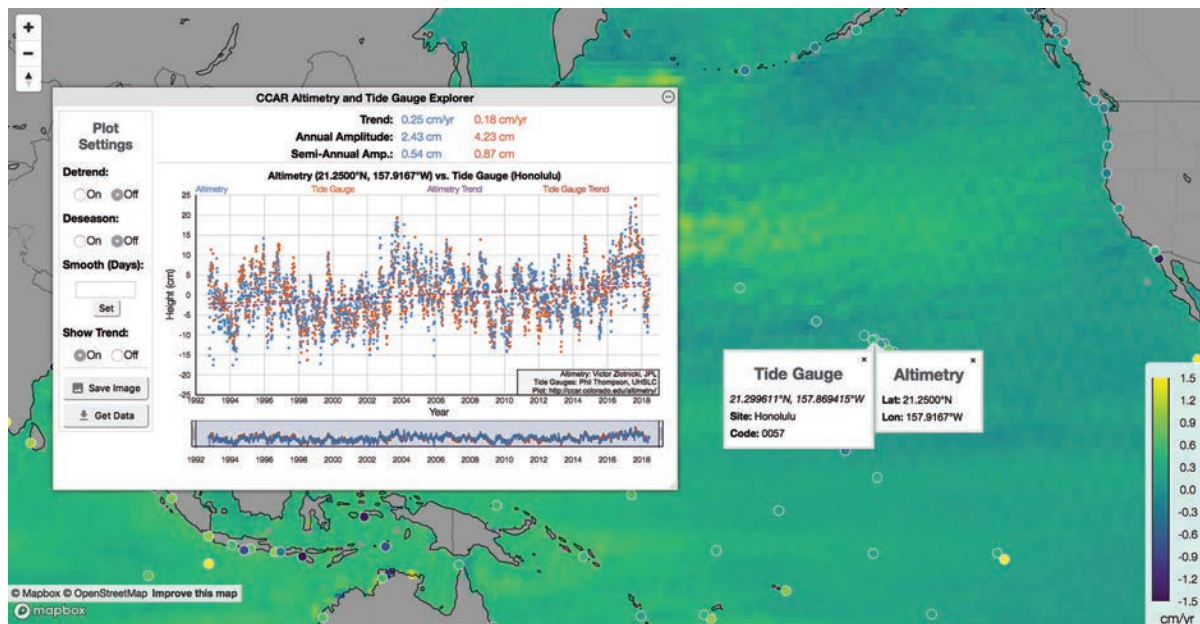 +
−
CCAR Altimetry and Tide Gauge Explorer
Plot
Settings
Detrend:
On Off
Deseason:
On Off
Smooth (Days):
Set
Show Trend:
On Off
Save Image
Get Data
Trend: 0.25 cm/yr 0.18 cm/yr
Annual Amplitude: 2.43 cm 4.23 cm
Semi-Annual Amp.: 0.54 cm 0.87 cm
Altimetry (21.2500°N, 157.9167°W) vs. Tide Gauge (Honolulu)
Altimetry Tide Gauge Altimetry Trend Tide Gauge Trend
Height (cm)
25
20
15
10
5
0
-5
-10
-15
-20
-25
Altimetry: Victor Zlotnicki, JPL
Tide Gauges: Phil Thompson, UHSLC
Plot: http://ccar.colorado.edu/altimetry/
1992 1994 1996 1998 2000 2002 2004 2006 2008 2010 2012 2014 2016 2018
Year
1992 1994 1996 1998 2000 2002 2004 2006 2008 2010 2012 2014 2016 2018
×
Tide Gauge
21.299611°N, 157.869415°W
Site: Honolulu
Code: 0057
×
Altimetry
Lat: 21.2500°N
Lon: 157.9167°W
1.5
1.2
0.9
0.6
0.3
0.0
-0.3
-0.6
-0.9
-1.2
-1.5
cm/yr
© Mapbox © OpenStreetMap Improve this map
mapbox